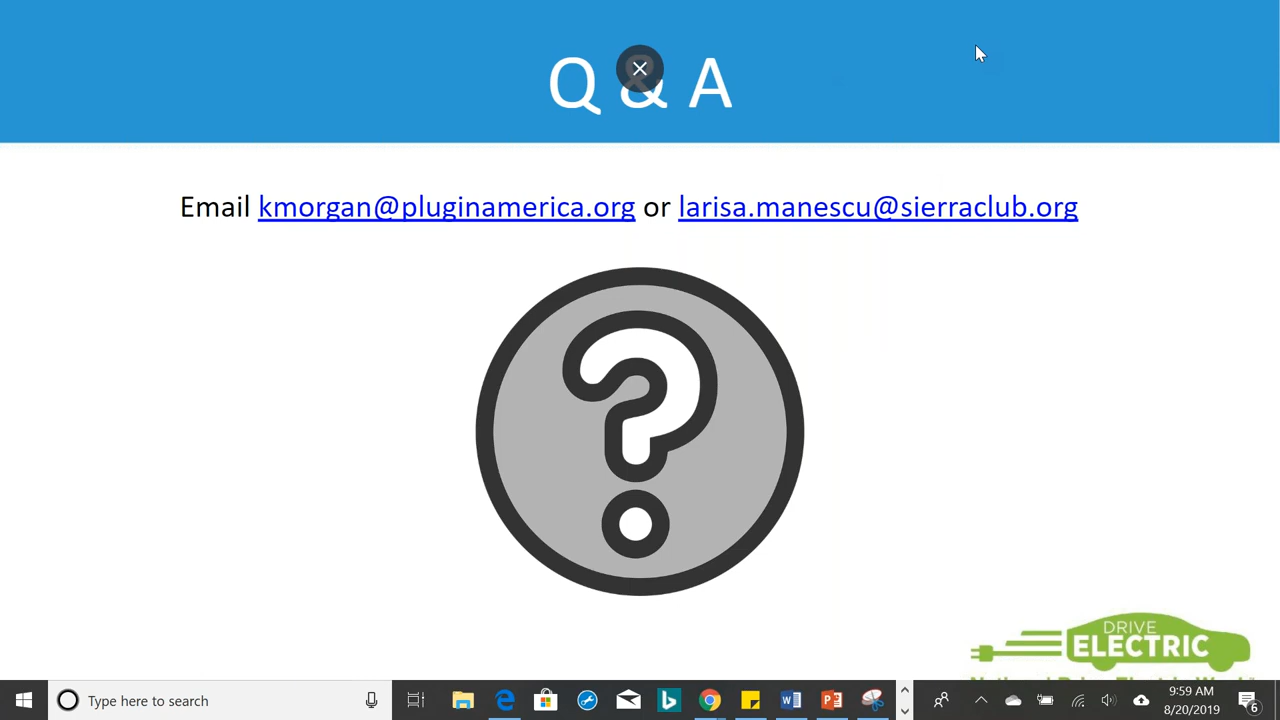 Q & A
Email kmorgan@pluginamerica.org or larisa.manescu@sierraclub.org
DRIVE
ELECTRIC
Type here to search
9:59 AM
8/20/2019
6